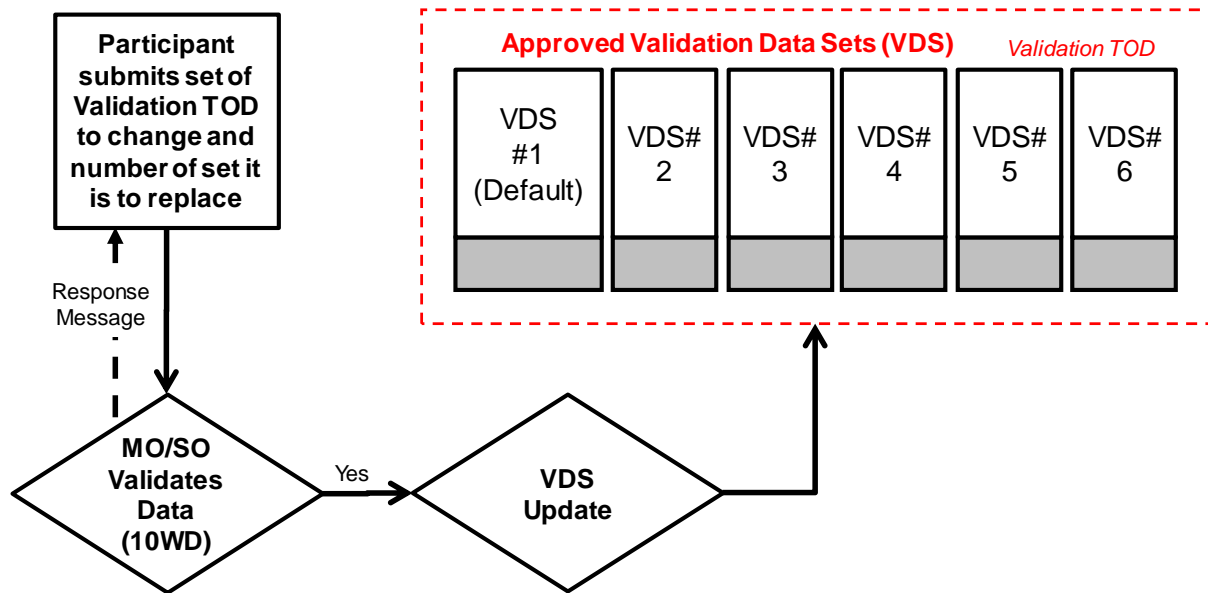 Participant
submits set of
Validation TOD
to change and
number of set it
is to replace
Approved Validation Data Sets (VDS)
Validation TOD
VDS
#1
(Default)
VDS#
2
VDS#
3
VDS#
4
VDS#
5
VDS#
6
Response
Message
MO/SO
Validates
Data
(10WD)
Yes
VDS
Update